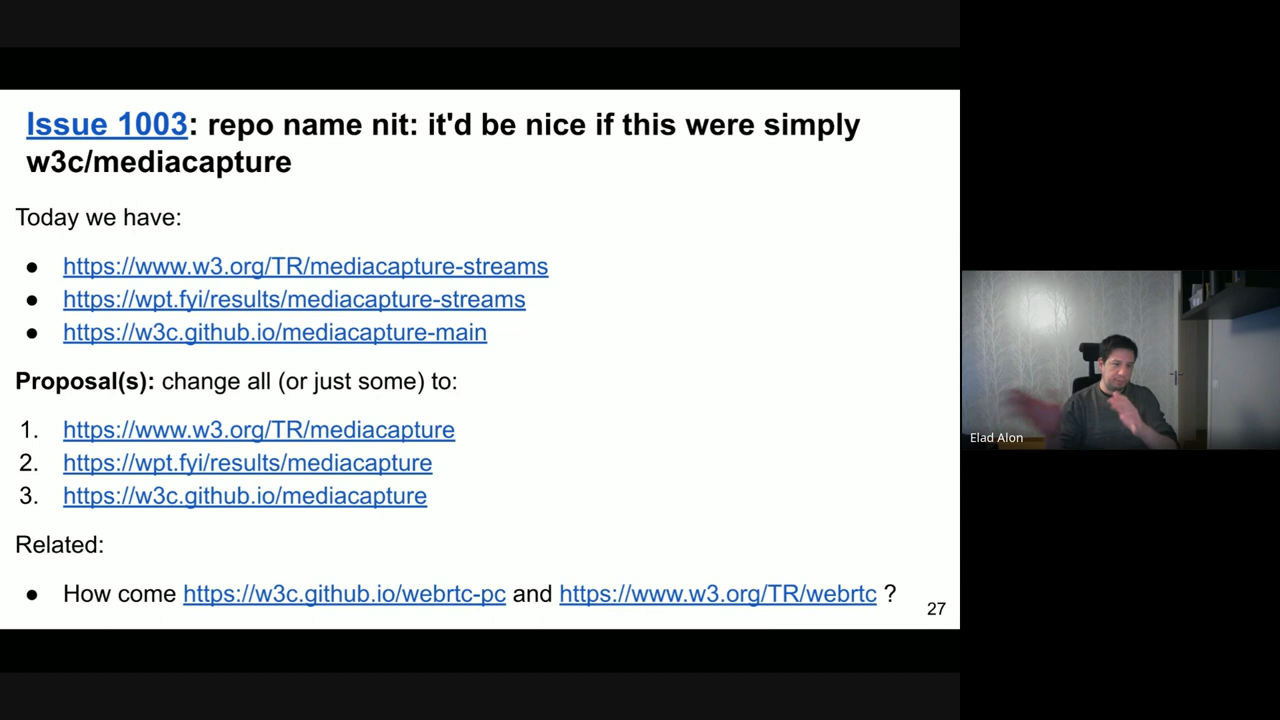 Issue 1003: repo name nit: it'd be nice if this were simply
w3c/mediacapture
Today we have:
● https://www.w3.org/TR/mediacapture-streams
● https://wpt.fyi/results/mediacapture-streams
● https://w3c.github.io/mediacapture-main
Proposal(s): change all (or just some) to:
1. https://www.w3.org/TR/mediacapture
2. https://wpt.fyi/results/mediacapture
3. https://w3c.github.io/mediacapture
Related:
● How come https://w3c.github.io/webrtc-pc and https://www.w3.org/TR/webrtc ?
27
Elad Alon